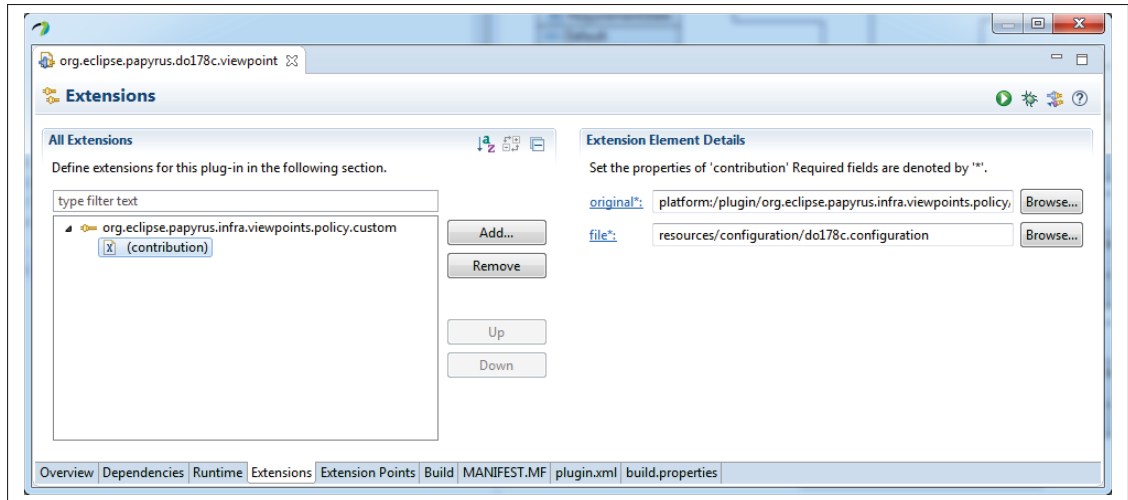 org.eclipse.papyrus.do178c.viewpoint
Extensions
All Extensions
Define extensions for this plug-in in the following section.
type filter text
org.eclipse.papyrus.infra.viewpoints.policy.custom
(contribution)
Add...
Remove
Up
Down
Extension Element Details
Set the properties of 'contribution' Required fields are denoted by '*'.
original*: platform:/plugin/org.eclipse.papyrus.infra.viewpoints.policy/ Browse...
file*: resources/configuration/do178c.configuration Browse...
Overview Dependencies Runtime Extensions Extension Points Build MANIFEST.MF plugin.xml build.properties